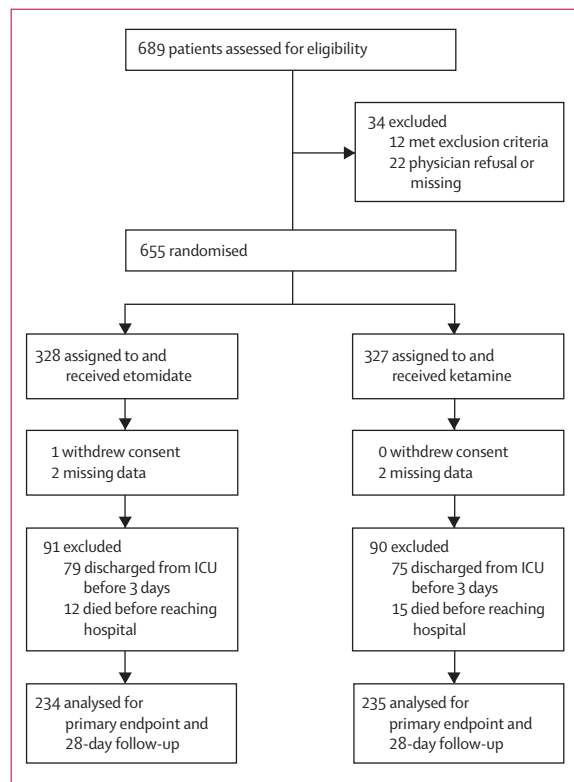 689 patients assessed for eligibility
34 excluded
12 met exclusion criteria
22 physician refusal or
missing
655 randomised
328 assigned to and
received etomidate
327 assigned to and
received ketamine
1 withdrew consent
2 missing data
0 withdrew consent
2 missing data
91 excluded
79 discharged from ICU
before 3 days
12 died before reaching
hospital
90 excluded
75 discharged from ICU
before 3 days
15 died before reaching
hospital
234 analysed for
primary endpoint and
28-day follow-up
235 analysed for
primary endpoint and
28-day follow-up